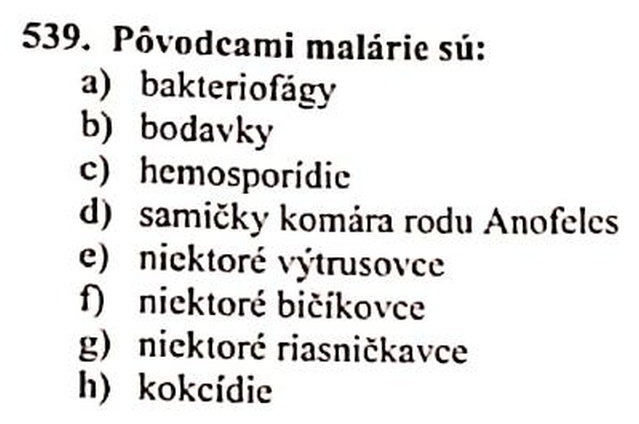 539. Pôvodcami malárie sú:
a) bakteriofágy
b) bodavky
c) hemosporídie
d) samičky komára rodu Anofeles
e) niektoré výtrusovce
f) niektoré bičíkovce
g) niektoré riasničkavce
h) kokcídie